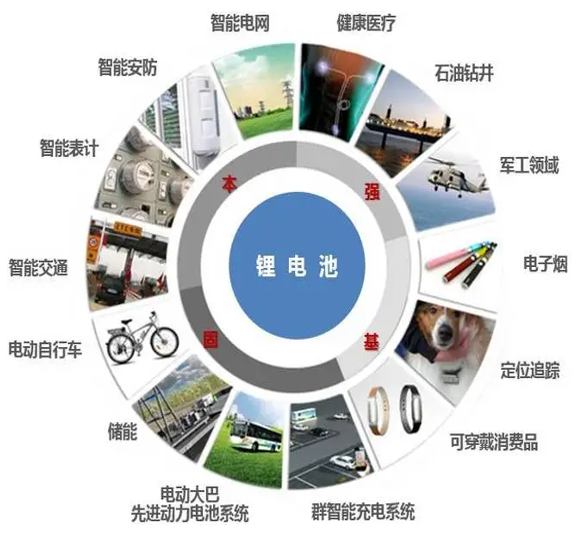 智能电网
健康医疗
智能安防
石油钻井
智能表计
军工领域
本
强
锂电池
智能交通
电子烟
固
基
电动自行车
定位追踪
储能
可穿戴消费品
电动大巴
先进动力电池系统
群智能充电系统